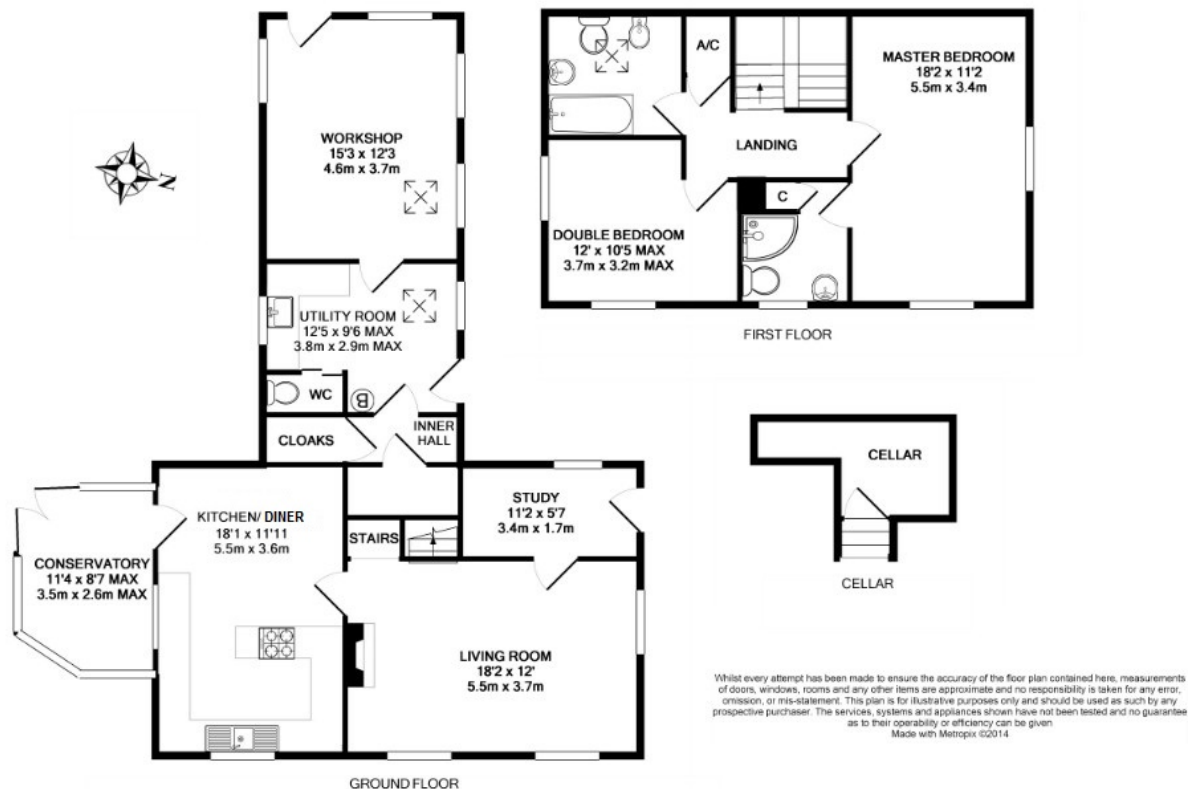 WORKSHOP
15'3 x 12'3
4.6m x 3.7m
N
UTILITY ROOM
12'5 x 9'6 MAX
3.8m x 2.9m MAX
WC
B
CLOAKS
INNER
HALL
KITCHEN/ DINER
18'1 x 11'11
5.5m x 3.6m
STUDY
11'2 x 5'7
3.4m x 1.7m
STAIRS
CONSERVATORY
11'4 x 8'7 MAX
3.5m x 2.6m MAX
LIVING ROOM
18'2 x 12'
5.5m x 3.7m
GROUND FLOOR
A/C
MASTER BEDROOM
18'2 x 11'2
5.5m x 3.4m
LANDING
C
DOUBLE BEDROOM
12' x 10'5 MAX
3.7m x 3.2m MAX
FIRST FLOOR
CELLAR
CELLAR
Whilst every attempt has been made to ensure the accuracy of the floor plan contained here, measurements
of doors, windows, rooms and any other items are approximate and no responsibility is taken for any error,
omission, or mis-statement. This plan is for illustrative purposes only and should be used as such by any
prospective purchaser. The services, systems and appliances shown have not been tested and no guarantee
as to their operability or efficiency can be given
Made with Metropix ©2014